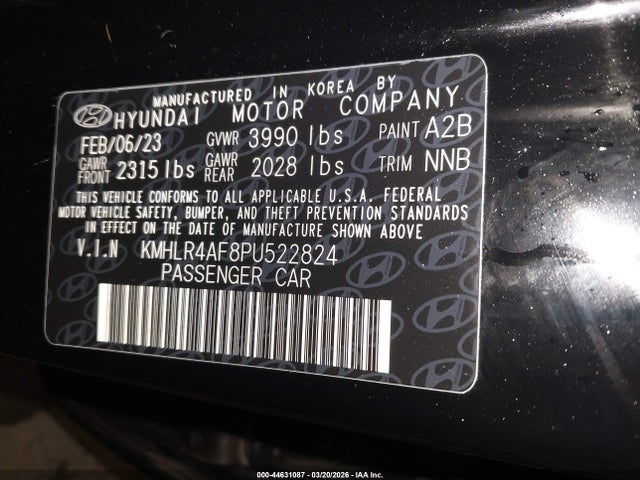 MANUFACTURED IN KOREA BY
HYUNDAI MOTOR COMPANY
FEB/06/23 GVWR 3990 lbs PAINT A2B
GAWR FRONT 2315 lbs GAWR REAR 2028 lbs TRIM NNB
THIS VEHICLE CONFORMS TO ALL APPLICABLE U.S.A. FEDERAL
MOTOR VEHICLE SAFETY, BUMPER, AND THEFT PREVENTION STANDARDS
IN EFFECT ON THE DATE OF MANUFACTURE SHOWN ABOVE.
V.I.N KMHLR4AF8PU522824
PASSENGER CAR
000-44631087 - 03/20/2026 - IAA Inc.